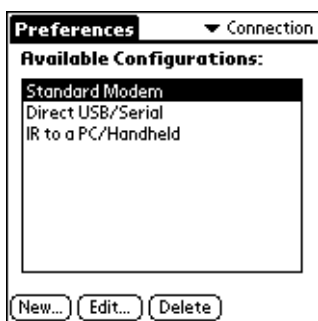 Preferences ▼ Connection
Available Configurations:
Standard Modem
Direct USB/Serial
IR to a PC/Handheld
New... Edit... Delete